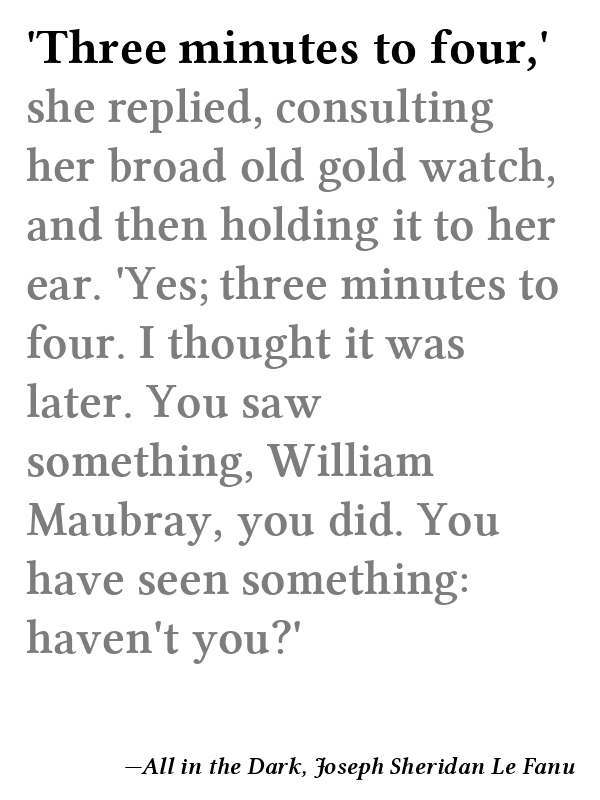 'Three minutes to four,'
she replied, consulting
her broad old gold watch,
and then holding it to her
ear. 'Yes; three minutes to
four. I thought it was
later. You saw
something, William
Maubray, you did. You
have seen something:
haven't you?'
—All in the Dark, Joseph Sheridan Le Fanu